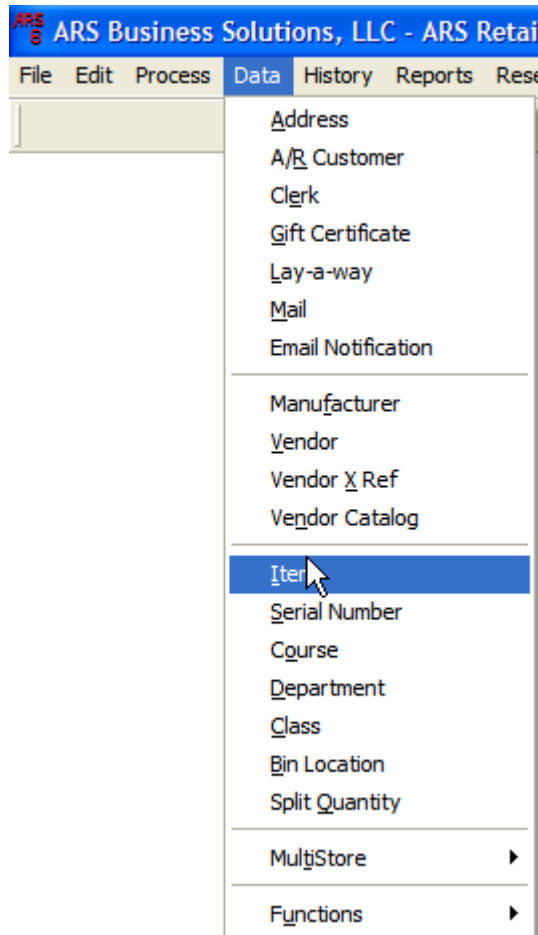 ARS Business Solutions, LLC - ARS Retai
File Edit Process Data History Reports Rese
Address
A/R Customer
Clerk
Gift Certificate
Lay-a-way
Mail
Email Notification
Manufacturer
Vendor
Vendor X Ref
Vendor Catalog
Item
Serial Number
Course
Department
Class
Bin Location
Split Quantity
MultiStore
Functions